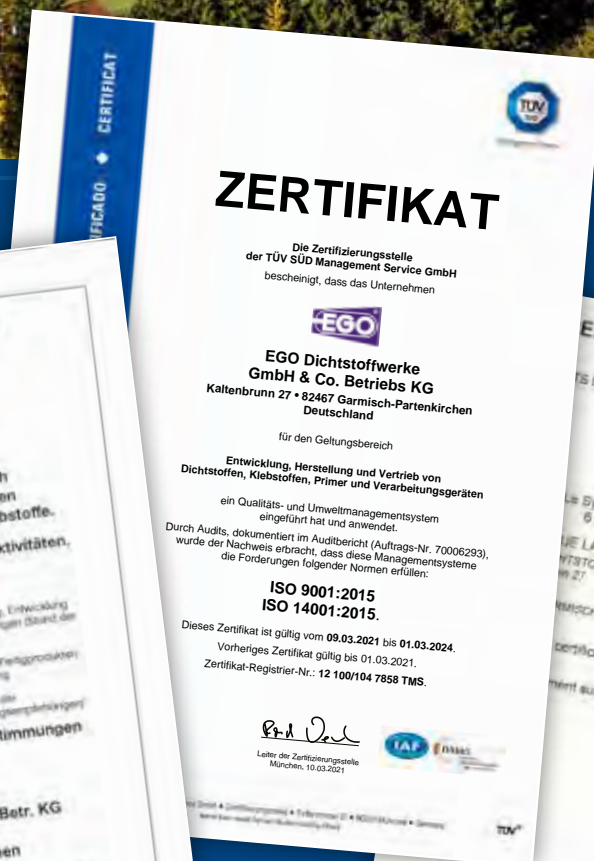 CERTIFICAT
IFICADO
TÜV
ZERTIFIKAT
Die Zertifizierungsstelle
der TÜV SÜD Management Service GmbH
bescheinigt, dass das Unternehmen
EGO®
EGO Dichtstoffwerke
GmbH & Co. Betriebs KG
Kaltenbrunn 27 • 82467 Garmisch-Partenkirchen
Deutschland
für den Geltungsbereich
Entwicklung, Herstellung und Vertrieb von
Dichtstoffen, Klebstoffen, Primer und Verarbeitungsgeräten
ein Qualitäts- und Umweltmanagementsystem
eingeführt hat und anwendet.
Durch Audits, dokumentiert im Auditbericht (Auftrags-Nr. 70006293),
wurde der Nachweis erbracht, dass diese Managementsysteme
die Forderungen folgender Normen erfüllen:
ISO 9001:2015
ISO 14001:2015.
Dieses Zertifikat ist gültig vom 09.03.2021 bis 01.03.2024.
Vorheriges Zertifikat gültig bis 01.03.2021.
Zertifikat-Registrier-Nr.: 12 100/104 7858 TMS.
Leiter der Zertifizierungsstelle
München, 10.03.2021
IAF
TÜV®
h
en
bstoffe.
ktivitäten.
, Entwicklung
timmungen
Betr. KG
en